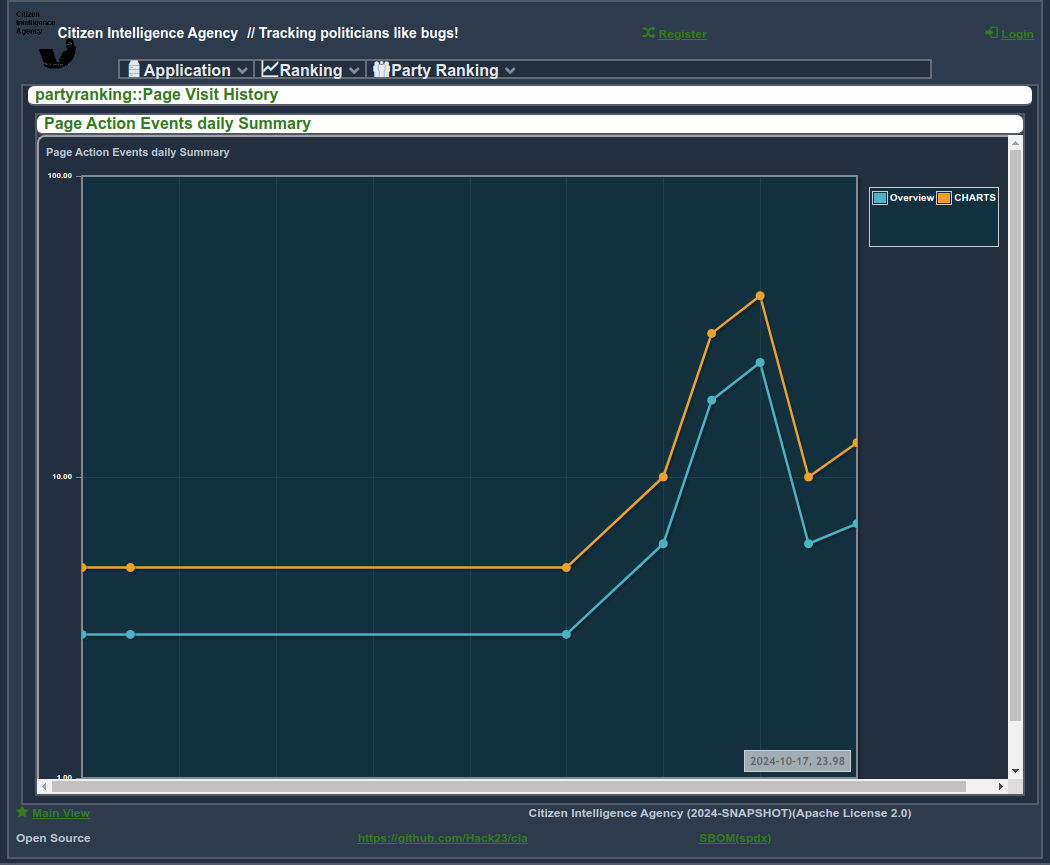 Citizen
Intelligence
Agency
Citizen Intelligence Agency // Tracking politicians like bugs!
Register
Login
Application
Ranking
Party Ranking
partyranking::Page Visit History
Page Action Events daily Summary
Page Action Events daily Summary
100.00
Overview
CHARTS
10.00
2024-10-17, 23.98
1.00
Main View
Citizen Intelligence Agency (2024-SNAPSHOT)(Apache License 2.0)
Open Source
https://github.com/Hack23/cia
SBOM(spdx)